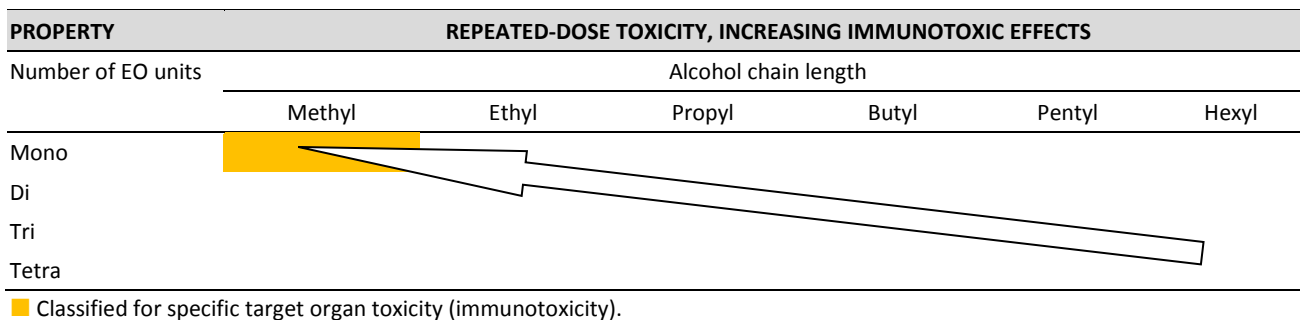 PROPERTY REPEATED-DOSE TOXICITY, INCREASING IMMUNOTOXIC EFFECTS
Number of EO units Alcohol chain length
Methyl Ethyl Propyl Butyl Pentyl Hexyl
Mono
Di
Tri
Tetra
Classified for specific target organ toxicity (immunotoxicity).